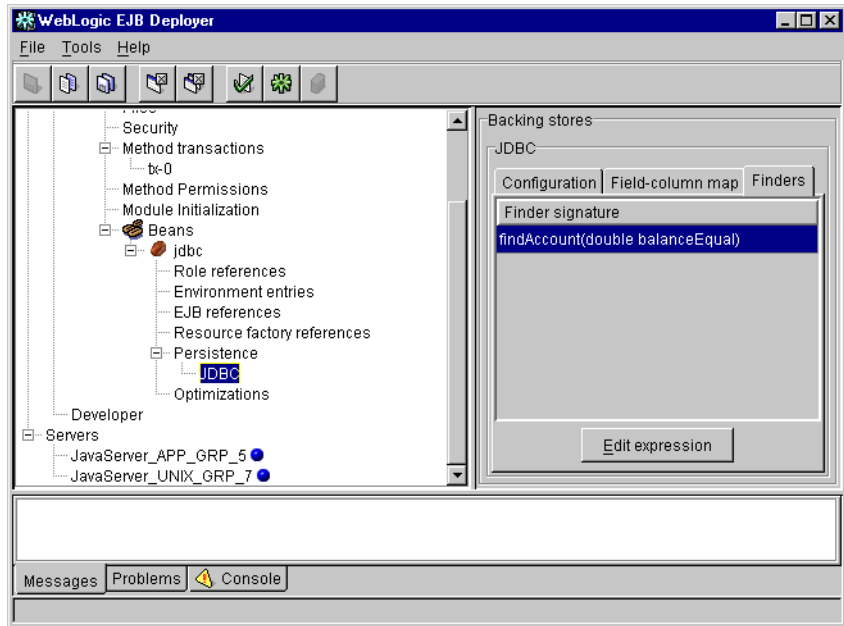 WebLogic EJB Deployer
File Tools Help
Security
Method transactions
tx-0
Method Permissions
Module Initialization
Beans
jdbc
Role references
Environment entries
EJB references
Resource factory references
Persistence
JDBC
Optimizations
Developer
Servers
JavaServer_APP_GRP_5
JavaServer_UNIX_GRP_7
Backing stores
JDBC
Configuration Field-column map Finders
Finder signature
findAccount(double balanceEqual)
Edit expression
Messages Problems Console